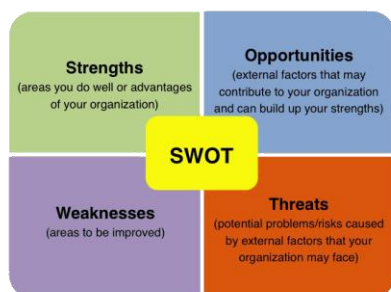 Strengths
(areas you do well or advantages
of your organization)
Opportunities
(external factors that may
contribute to your organization
and can build up your strengths)
SWOT
Weaknesses
(areas to be improved)
Threats
(potential problems/risks caused
by external factors that your
organization may face)